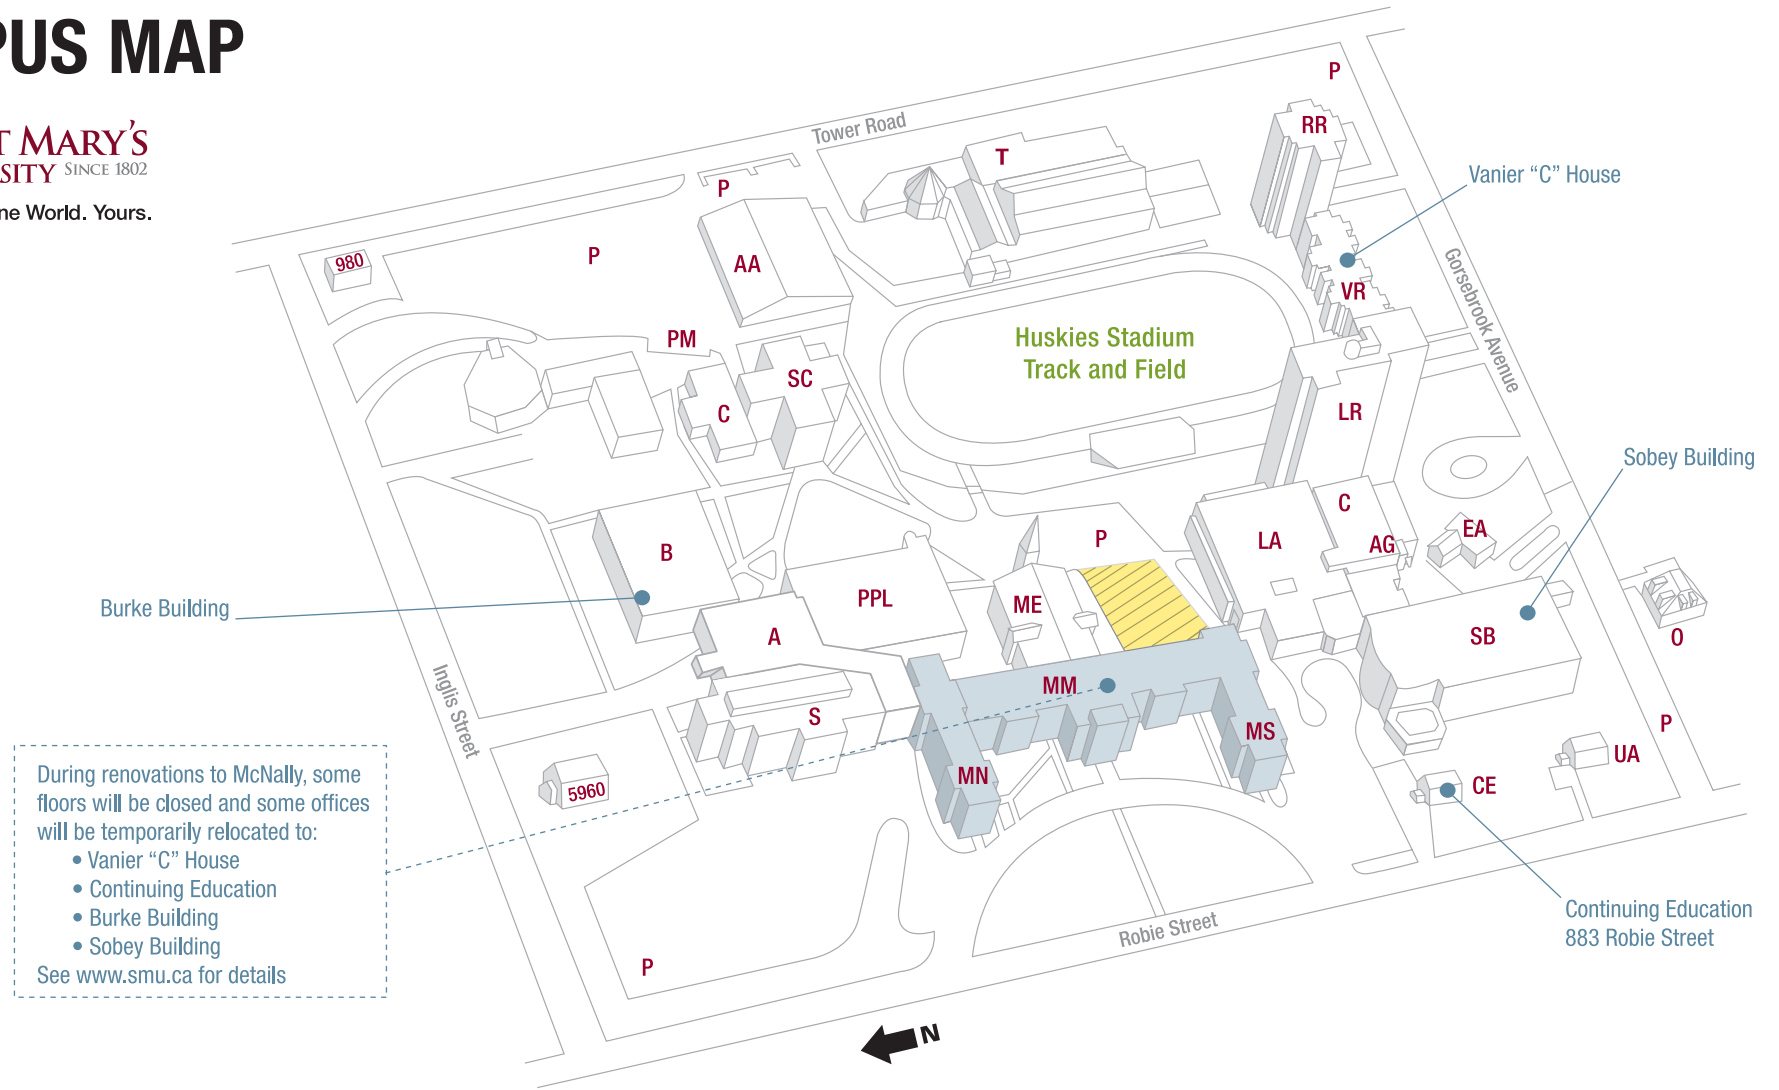 PUS MAP
T MARY'S
SITY SINCE 1802
ne World. Yours.
Tower Road
P
RR
T
Vanier “C” House
P
980
P
AA
VR
Gorsebrook Avenue
PM
Huskies Stadium
Track and Field
SC
C
LR
Sobey Building
C
EA
B
P
LA
AG
Burke Building
PPL
ME
A
SB
O
Inglis Street
MM
S
MS
P
UA
MN
5960
CE
During renovations to McNally, some
floors will be closed and some offices
will be temporarily relocated to:
• Vanier “C” House
• Continuing Education
• Burke Building
• Sobey Building
See www.smu.ca for details
Continuing Education
883 Robie Street
Robie Street
P
N